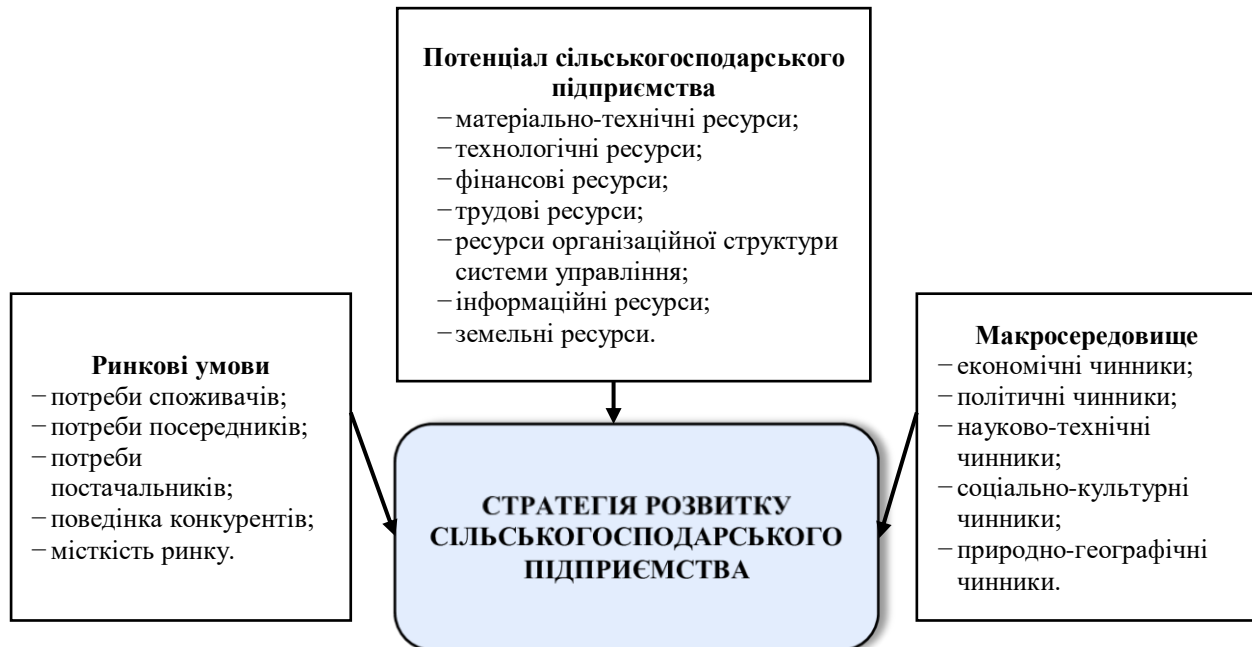 Потенціал сільськогосподарського
підприємства
– матеріально-технічні ресурси;
– технологічні ресурси;
– фінансові ресурси;
– трудові ресурси;
– ресурси організаційної структури
системи управління;
– інформаційні ресурси;
– земельні ресурси.
Ринкові умови
– потреби споживачів;
– потреби посередників;
– потреби
постачальників;
– поведінка конкурентів;
– місткість ринку.
Макросередовище
– економічні чинники;
– політичні чинники;
– науково-технічні
чинники;
– соціально-культурні
чинники;
– природно-географічні
чинники.
СТРАТЕГІЯ РОЗВИТКУ
СІЛЬСЬКОГОСПОДАРСЬКОГО
ПІДПРИЄМСТВА